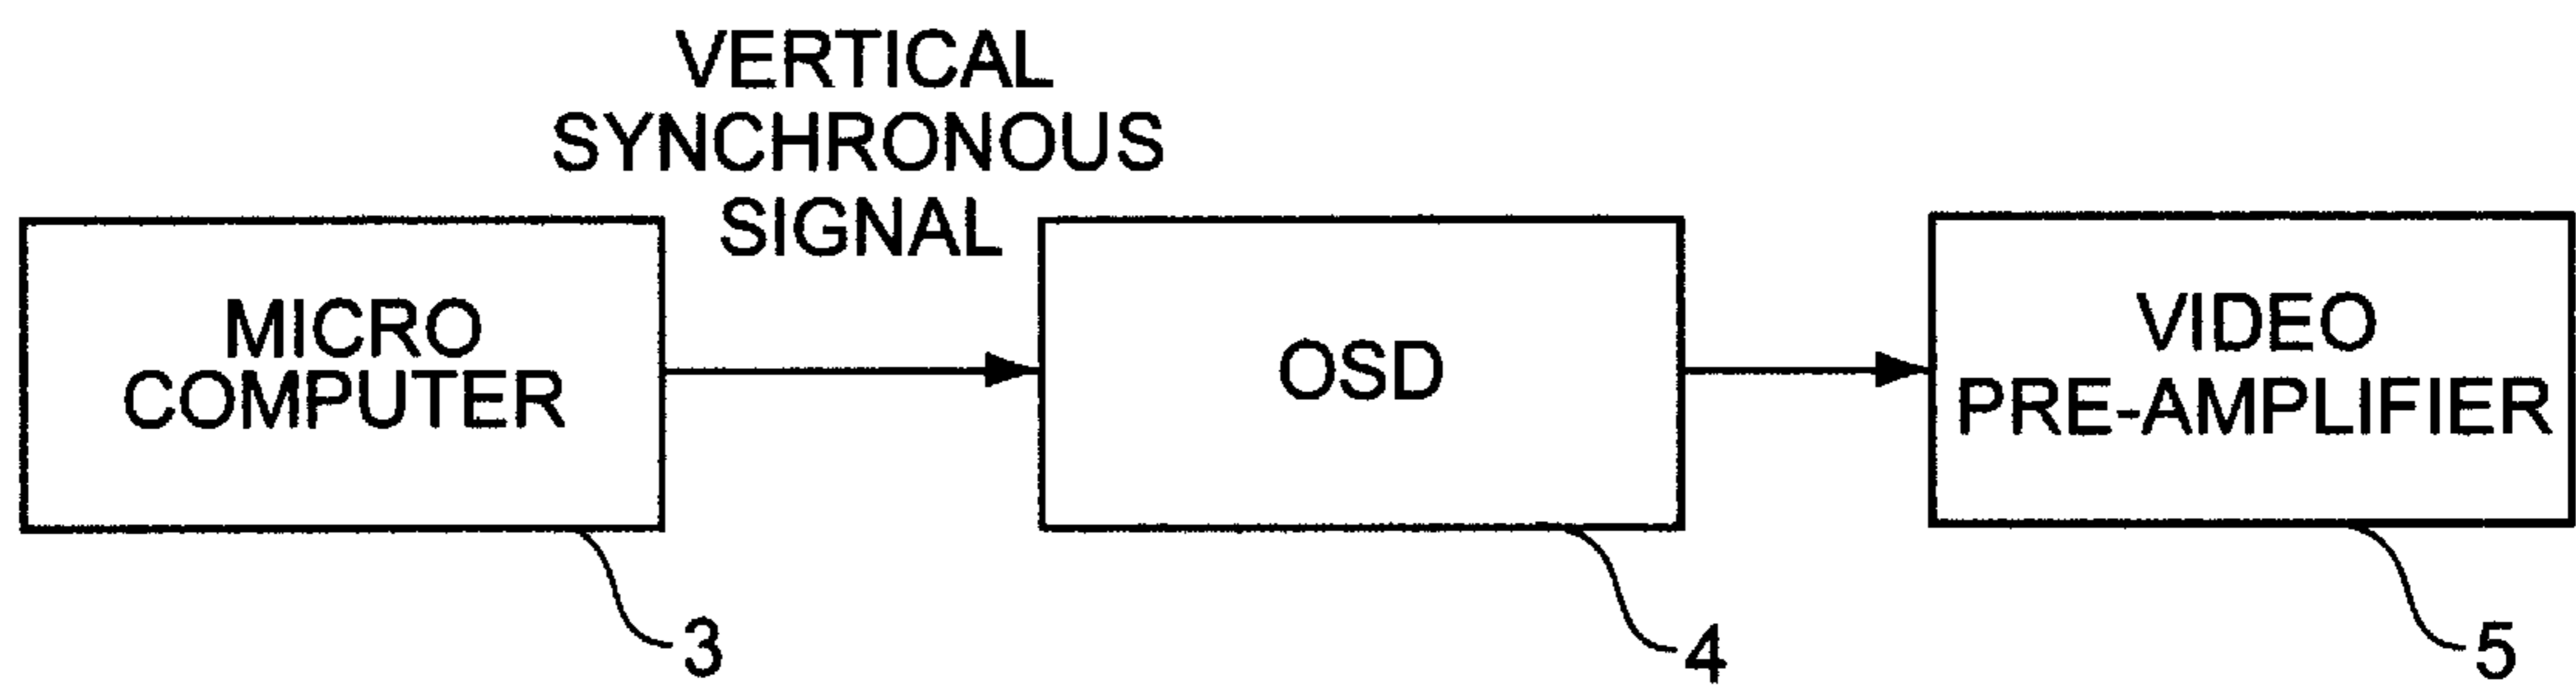 VERTICAL
SYNCHRONOUS
SIGNAL
MICRO
COMPUTER
OSD
VIDEO
PRE-AMPLIFIER
3
4
5